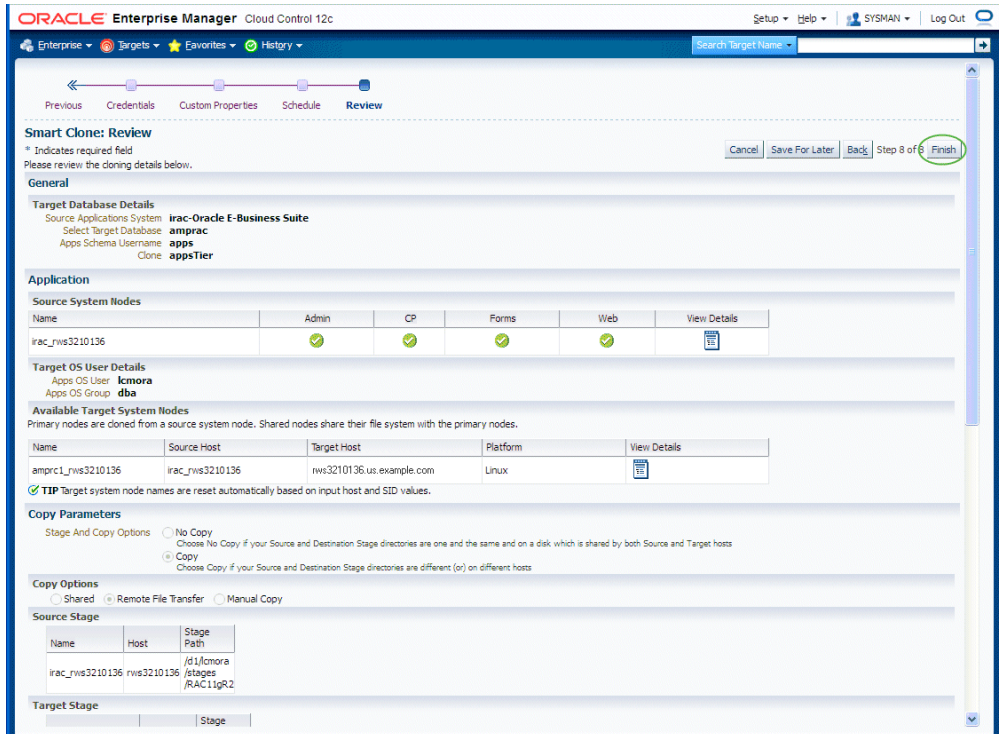 ORACLE Enterprise Manager Cloud Control 12c
Setup Help SYSMAN Log Out
Enterprise Targets Favorites History Search Target Name
Previous Credentials Custom Properties Schedule Review
Smart Clone: Review
* Indicates required field
Please review the cloning details below.
Cancel Save For Later Back Step 8 of 8 Finish
General
Target Database Details
Source Applications System irac-Oracle E-Business Suite
Select Target Database amprac
Apps Schema Username apps
Clone appsTier
Application
Source System Nodes
Name Admin CP Forms Web View Details
irac_rws3210136
Target OS User Details
Apps OS User lcmora
Apps OS Group dba
Available Target System Nodes
Primary nodes are cloned from a source system node. Shared nodes share their file system with the primary nodes.
Name Source Host Target Host Platform View Details
amprc1_rws3210136 irac_rws3210136 rws3210136.us.example.com Linux
TIP Target system node names are reset automatically based on input host and SID values.
Copy Parameters
Stage And Copy Options No Copy
Choose No Copy if your Source and Destination Stage directories are one and the same and on a disk which is shared by both Source and Target hosts
Copy
Choose Copy if your Source and Destination Stage directories are different (or) on different hosts
Copy Options
Shared Remote File Transfer Manual Copy
Source Stage
Name Host Stage Path
irac_rws3210136 rws3210136 /d1/lcmora
/stages
/RAC11gR2
Target Stage
Stage